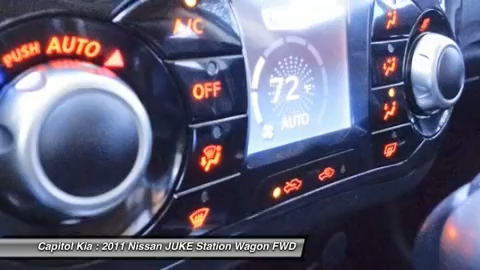 A/C
PUSH AUTO
OFF
72 °F
AUTO
Capitol Kia : 2011 Nissan JUKE Station Wagon FWD